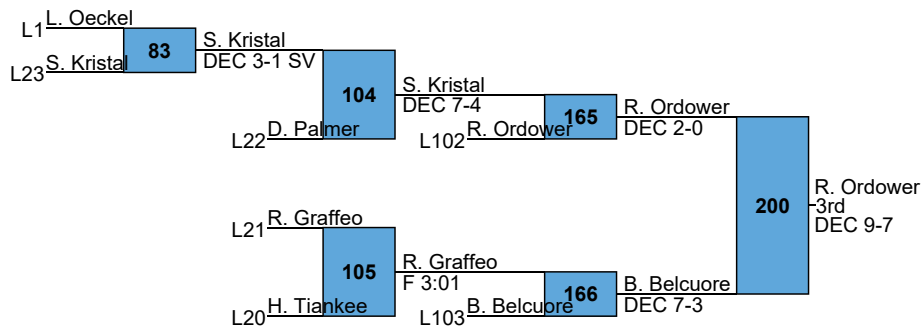 L. Oeckel
L1
83
S. Kristal
DEC 3-1 SV
L23
S. Kristal
104
S. Kristal
DEC 7-4
L22
D. Palmer
165
R. Ordower
DEC 2-0
L102
R. Ordower
200
R. Ordower
3rd
DEC 9-7
L21
R. Graffeo
105
R. Graffeo
F 3:01
L20
H. Tiankee
166
B. Belcuore
DEC 7-3
L103
B. Belcuore